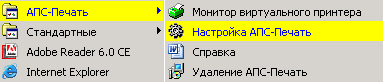 АПС-Печать
Стандартные
Adobe Reader 6.0 CE
Internet Explorer
Монитор виртуального принтера
Настройка АПС-Печать
Справка
Удаление АПС-Печать